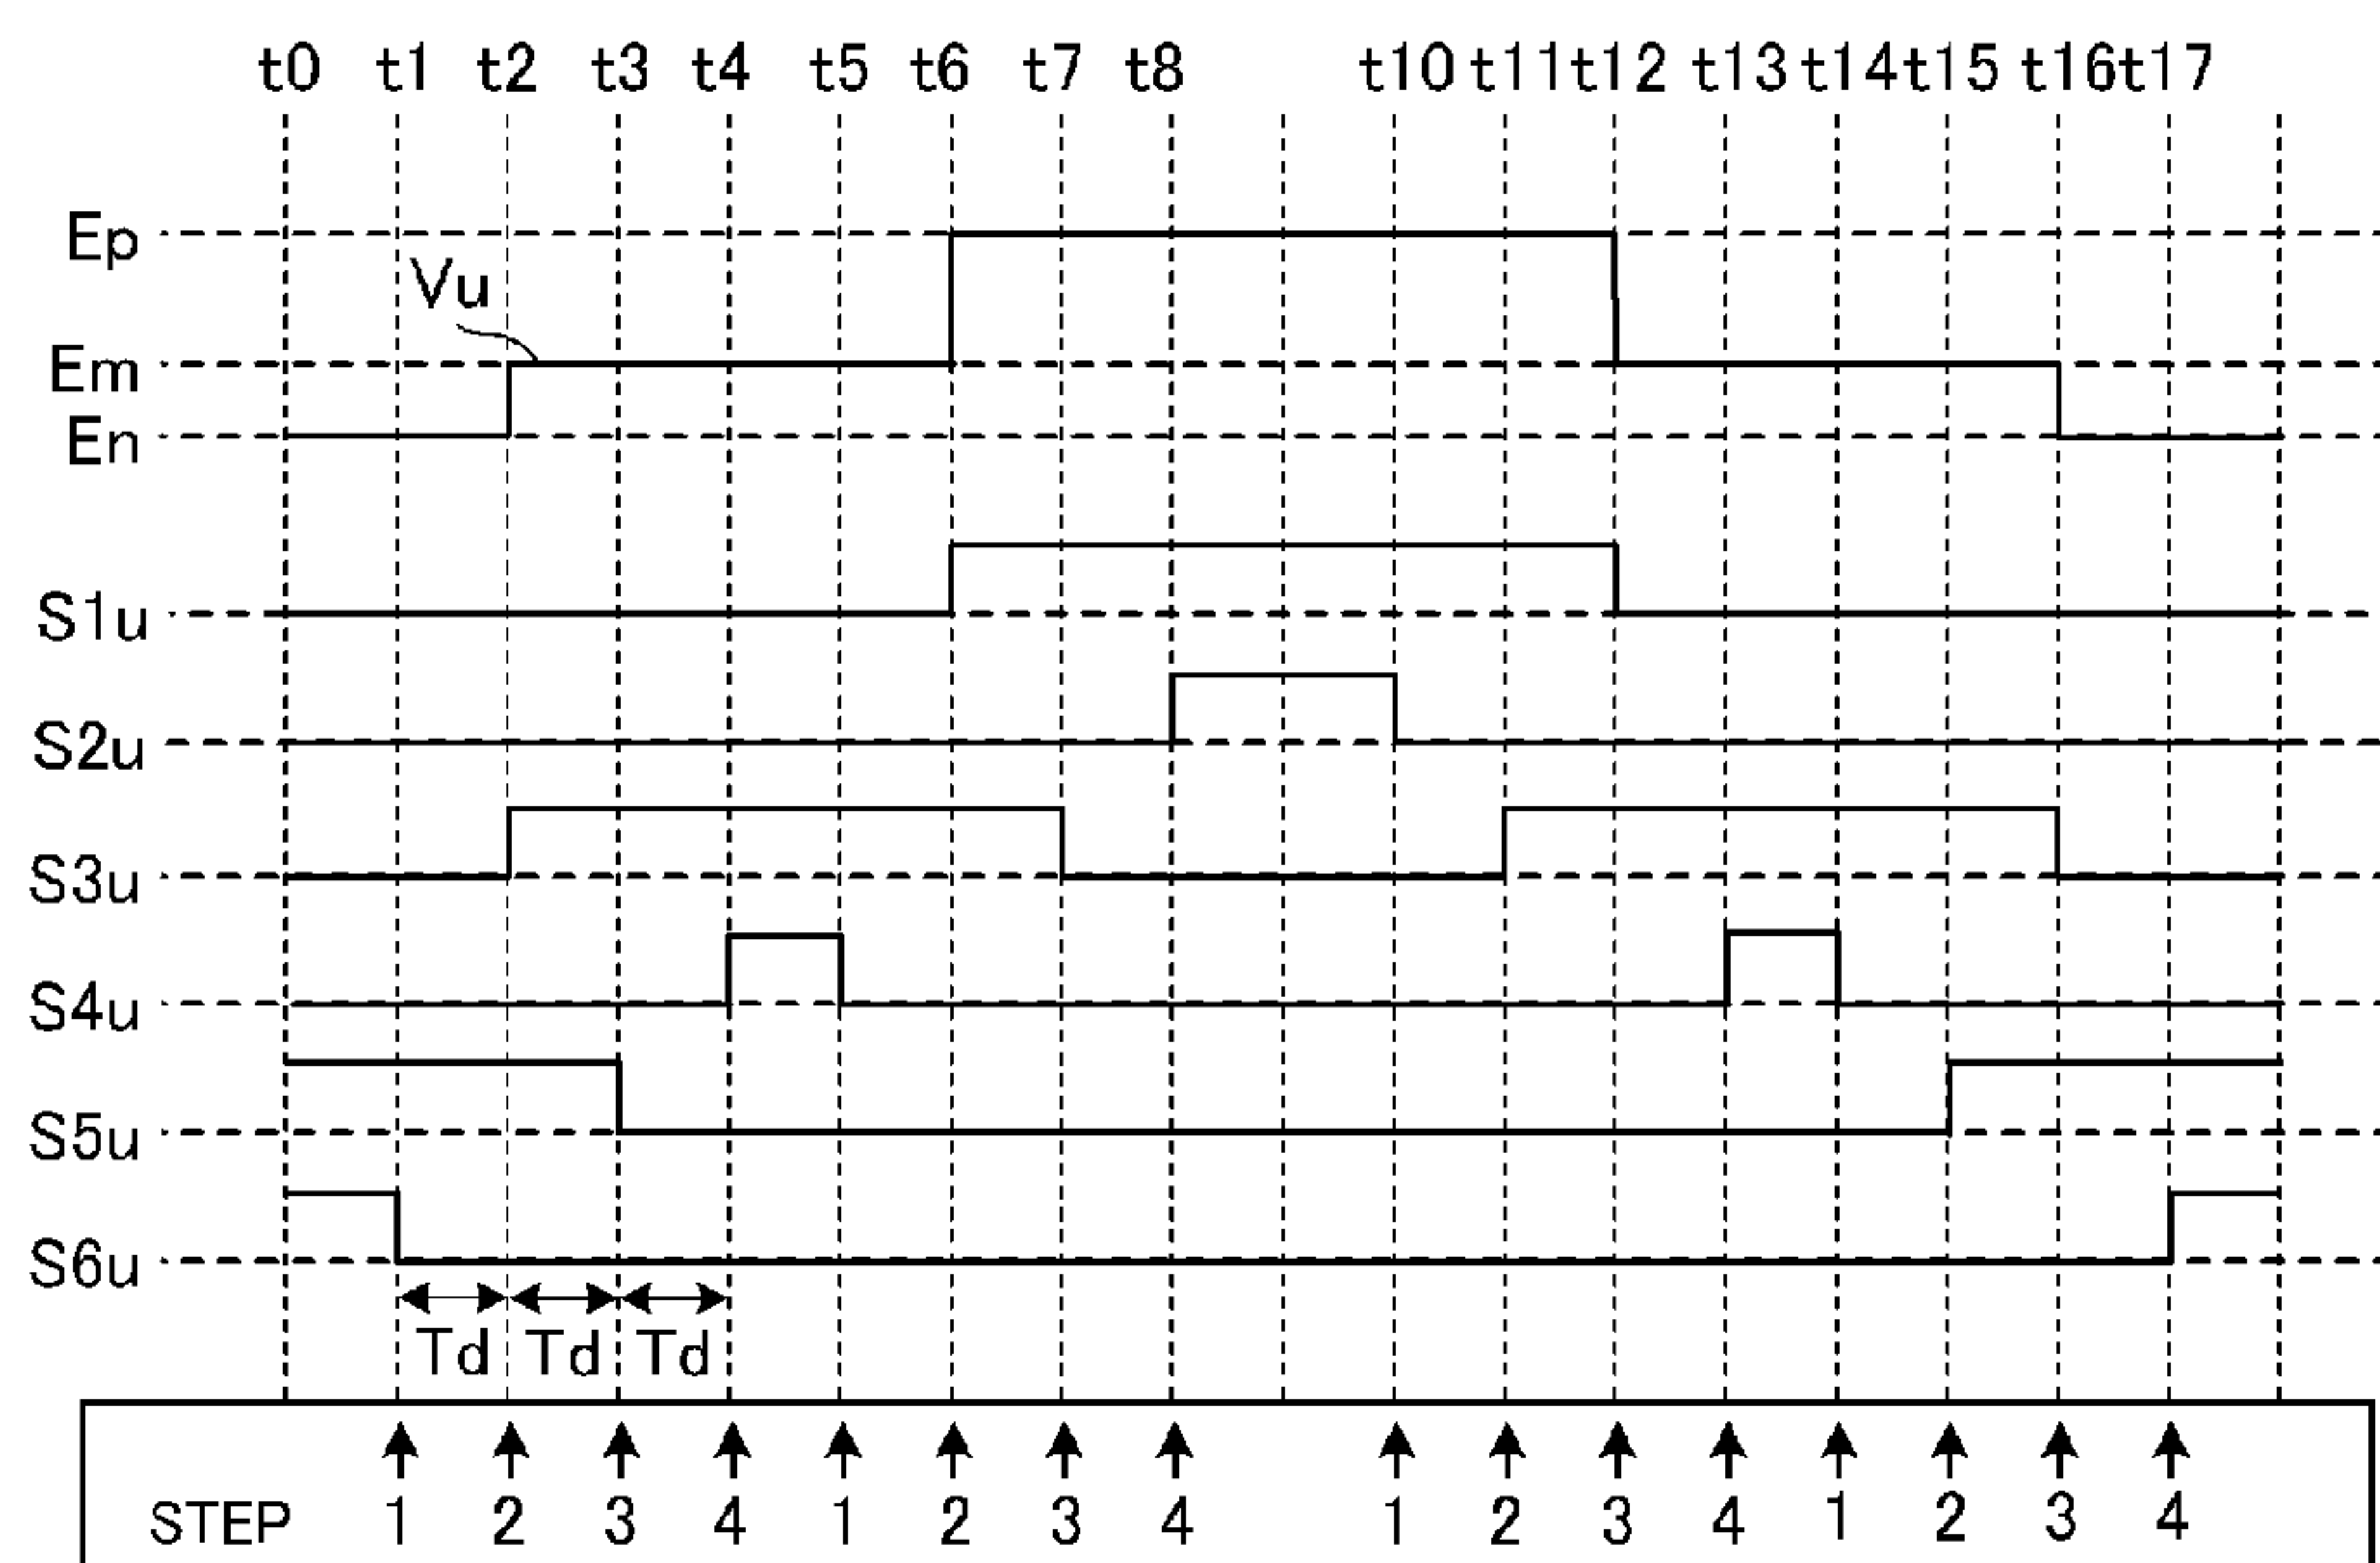 t0 t1 t2 t3 t4 t5 t6 t7 t8 t10 t11 t12 t13 t14 t15 t16 t17
Ep
Vu
Em
En
S1u
S2u
S3u
S4u
S5u
S6u
Td Td Td
STEP 1 2 3 4 1 2 3 4 1 2 3 4 1 2 3 4